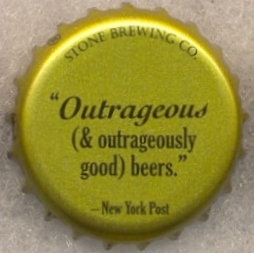 STONE BREWING CO.
"Outrageous
(& outrageously
good) beers."
– New York Post